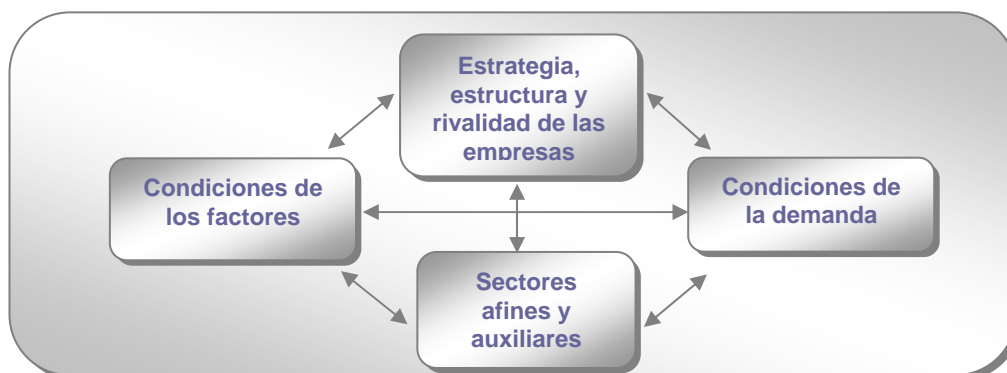 Estrategia,
estructura y
rivalidad de las
empresas
Condiciones de
los factores
Condiciones de
la demanda
Sectores
afines y
auxiliares